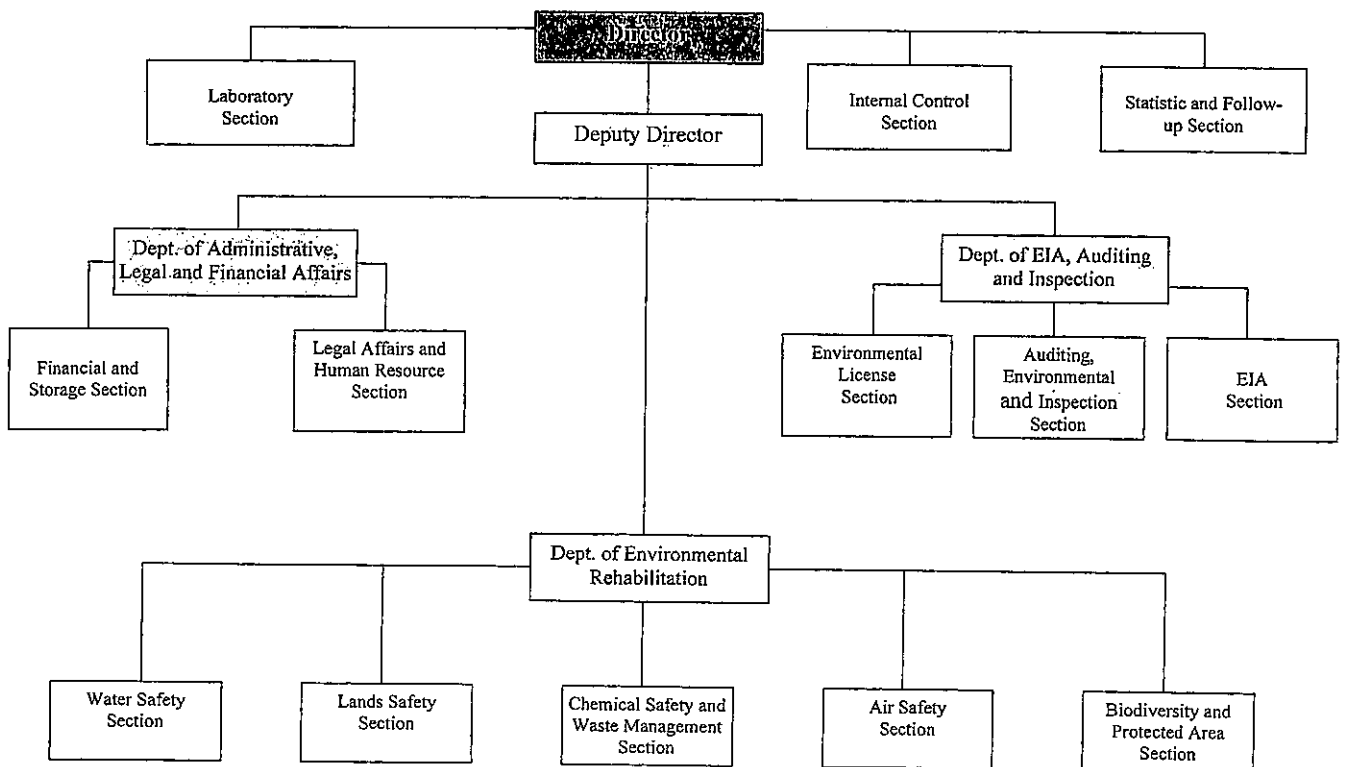 Director
Laboratory
Section
Internal Control
Section
Statistic and Follow-
up Section
Deputy Director
Dept. of Administrative,
Legal and Financial Affairs
Dept. of EIA, Auditing
and Inspection
Financial and
Storage Section
Legal Affairs and
Human Resource
Section
Environmental
License
Section
Auditing,
Environmental
and Inspection
Section
EIA
Section
Dept. of Environmental
Rehabilitation
Water Safety
Section
Lands Safety
Section
Chemical Safety and
Waste Management
Section
Air Safety
Section
Biodiversity and
Protected Area
Section